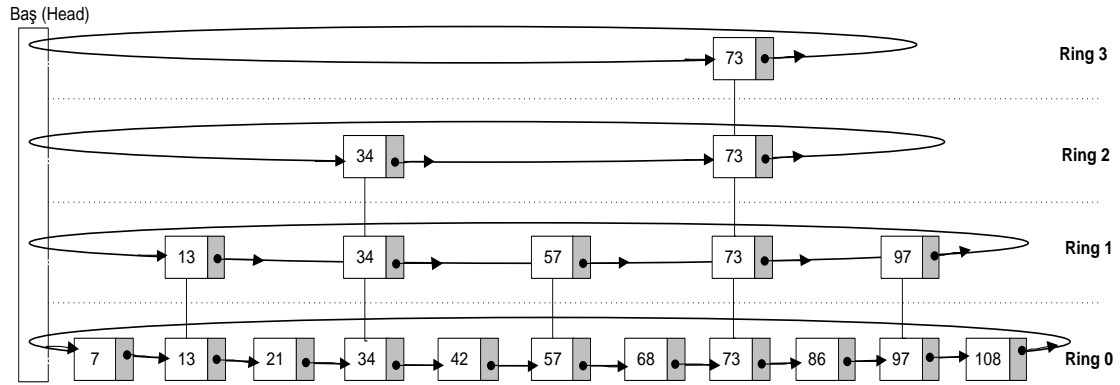 Baş (Head)
73 Ring 3
34 73 Ring 2
13 34 57 73 97 Ring 1
7 13 21 34 42 57 68 73 86 97 108 Ring 0